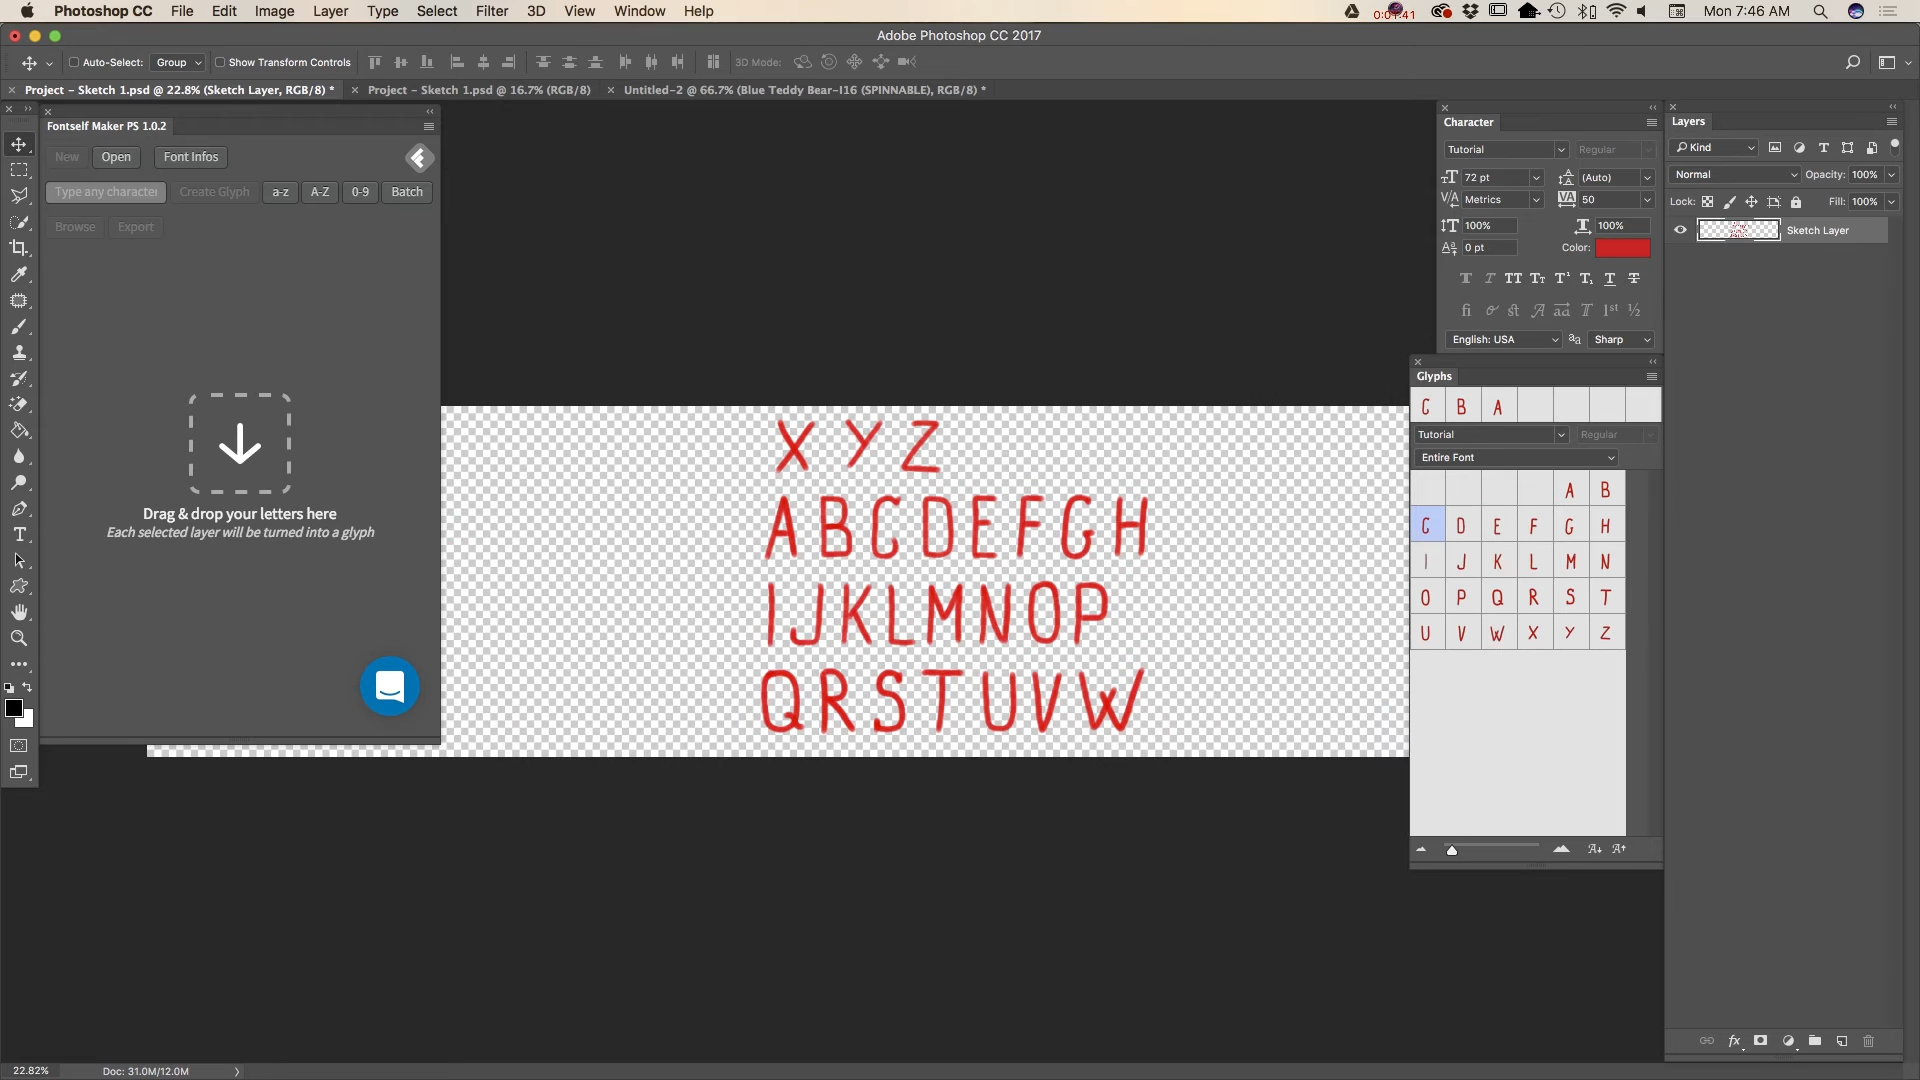 Photoshop CC File Edit Image Layer Type Select Filter 3D View Window Help
Mon 7:46 AM
Adobe Photoshop CC 2017
Auto-Select: Group Show Transform Controls 3D Mode:
Project – Sketch 1.psd @ 22.8% (Sketch Layer, RGB/8) *
Project – Sketch 1.psd @ 16.7% (RGB/8)
Untitled-2 @ 66.7% (Blue Teddy Bear-I16 (SPINNABLE), RGB/8) *
Fontself Maker PS 1.0.2
New Open Font Infos
Type any character Create Glyph a-z A-Z 0-9 Batch
Browse Export
Drag & drop your letters here
Each selected layer will be turned into a glyph
X Y Z
A B C D E F G H
I J K L M N O P
Q R S T U V W
Character
Tutorial Regular
72 pt (Auto)
Metrics 50
100% 100%
0 pt Color:
English: USA Sharp
Glyphs
C B A
Tutorial Regular
Entire Font
A B
C D E F G H
I J K L M N
O P Q R S T
U V W X Y Z
Layers
Kind
Normal Opacity: 100%
Lock: Fill: 100%
Sketch Layer
22.82% Doc: 31.0M/12.0M